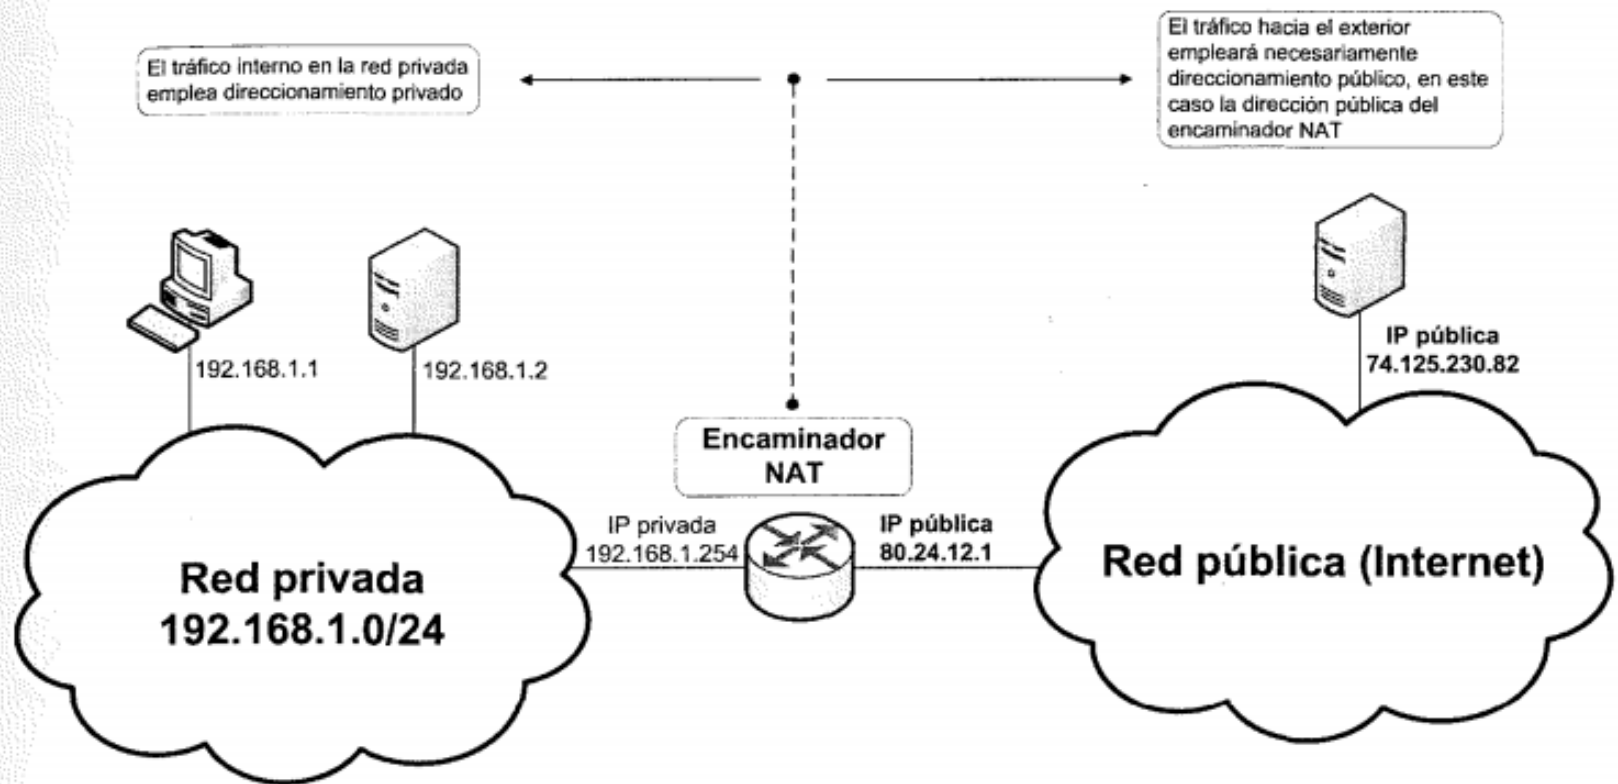 El tráfico interno en la red privada
emplea direccionamiento privado
El tráfico hacia el exterior
empleará necesariamente
direccionamiento público, en este
caso la dirección pública del
encaminador NAT
192.168.1.1
192.168.1.2
IP pública
74.125.230.82
Encaminador
NAT
IP privada
192.168.1.254
IP pública
80.24.12.1
Red privada
192.168.1.0/24
Red pública (Internet)